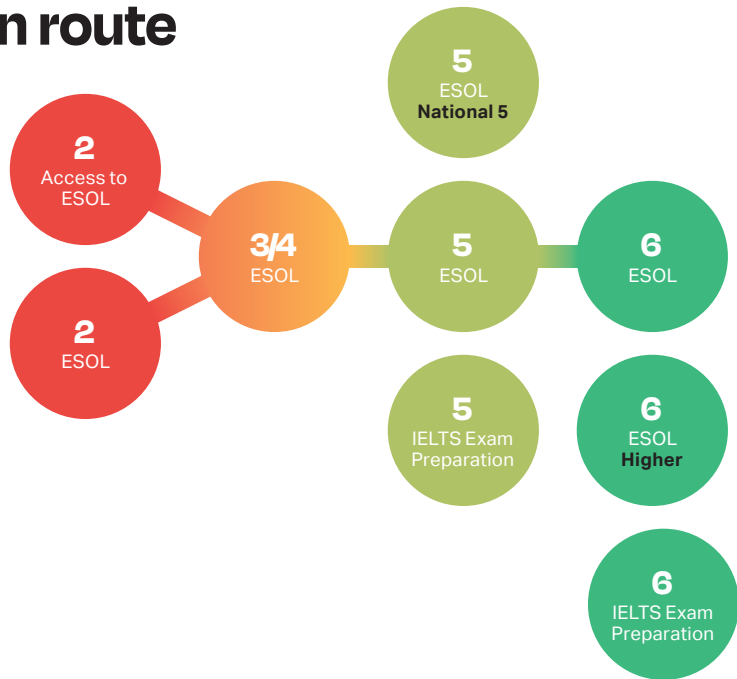 n route
2
Access to
ESOL
2
ESOL
3/4
ESOL
5
ESOL
National 5
5
ESOL
5
IELTS Exam
Preparation
6
ESOL
6
ESOL
Higher
6
IELTS Exam
Preparation